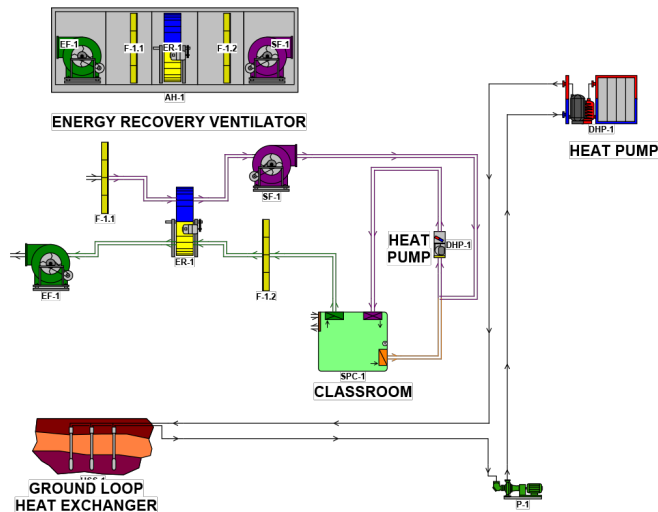 EF-1
F-1.1
ER-1
F-1.2
SF-1
AH-1
ENERGY RECOVERY VENTILATOR
DHP-1
HEAT PUMP
F-1.1
SF-1
ER-1
EF-1
F-1.2
HEAT
PUMP
DHP-1
SPC-1
CLASSROOM
GROUND LOOP
HEAT EXCHANGER
P-1